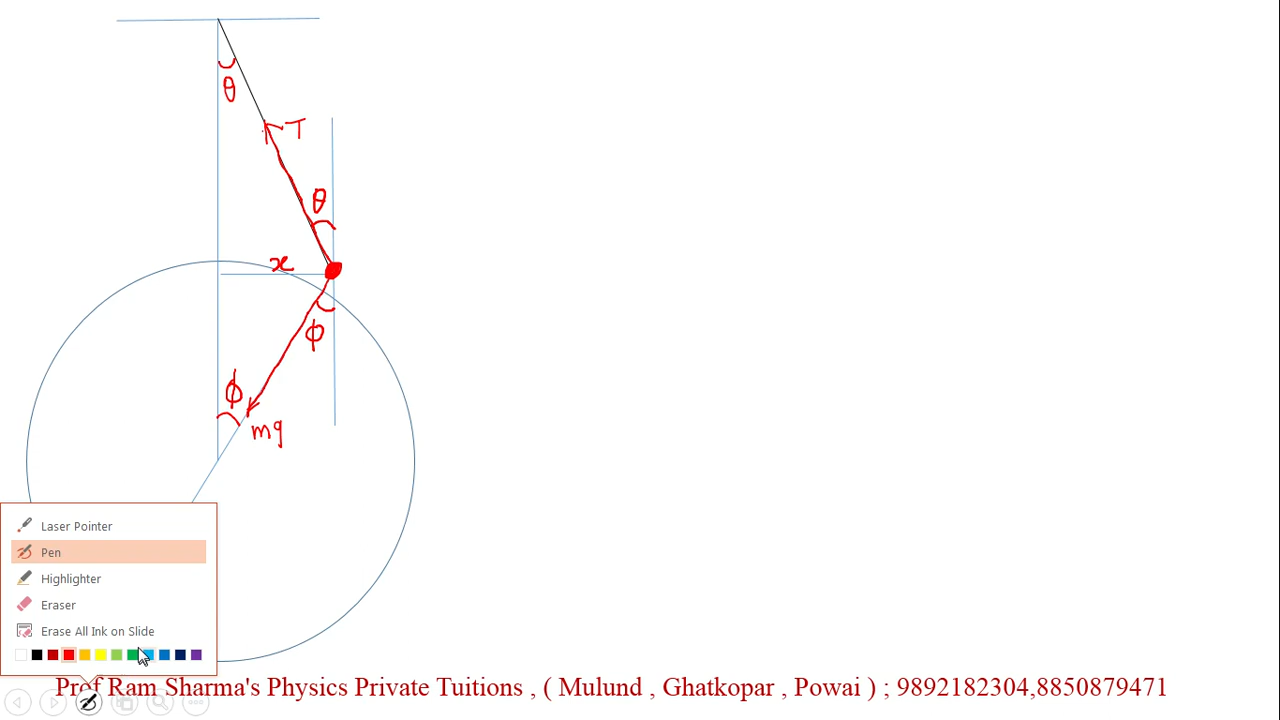 θ
T
θ
x
ϕ
ϕ
mg
Laser Pointer
Pen
Highlighter
Eraser
Erase All Ink on Slide
Prof Ram Sharma's Physics Private Tuitions , ( Mulund , Ghatkopar , Powai ) ; 9892182304,8850879471